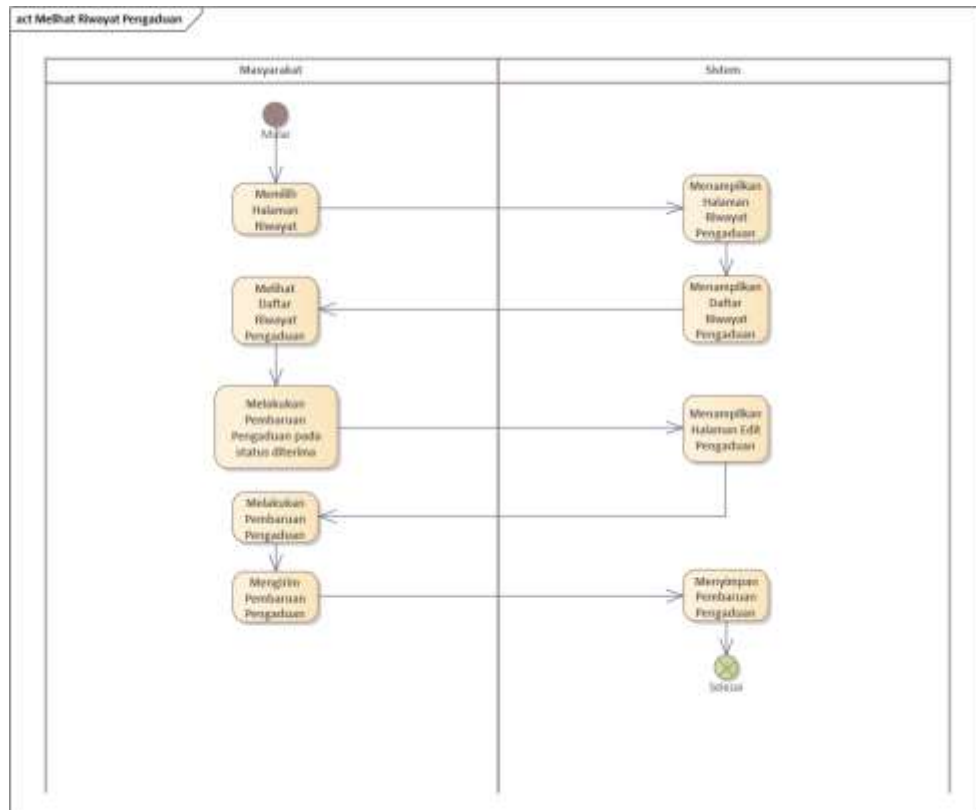 act Melihat Riwayat Pengaduan
Masyarakat
Sistem
Mulai
Memilih
Halaman
Riwayat
Menampilkan
Halaman
Riwayat
Pengaduan
Melihat
Daftar
Riwayat
Pengaduan
Menampilkan
Daftar
Riwayat
Pengaduan
Melakukan
Pembaruan
Pengaduan pada
status diterima
Menampilkan
Halaman Edit
Pengaduan
Melakukan
Pembaruan
Pengaduan
Mengirim
Pembaruan
Pengaduan
Menyimpan
Pembaruan
Pengaduan
Selesai